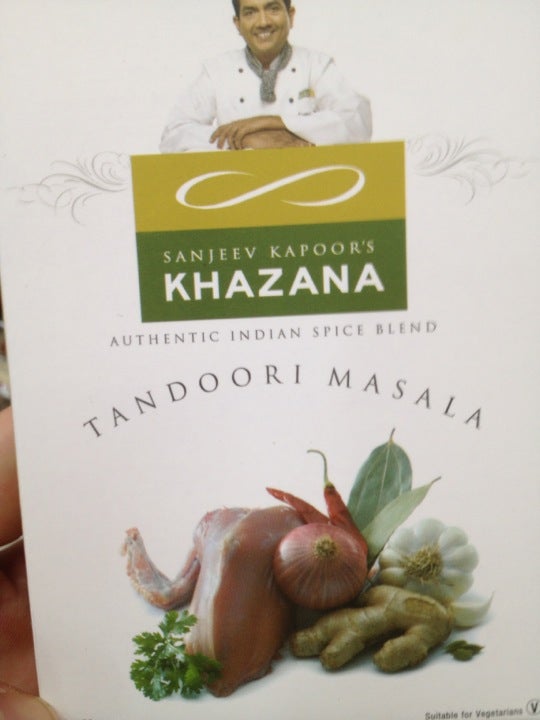 SANJEEV KAPOOR'S
KHAZANA
AUTHENTIC INDIAN SPICE BLEND
TANDOORI MASALA
Suitable for Vegetarians V